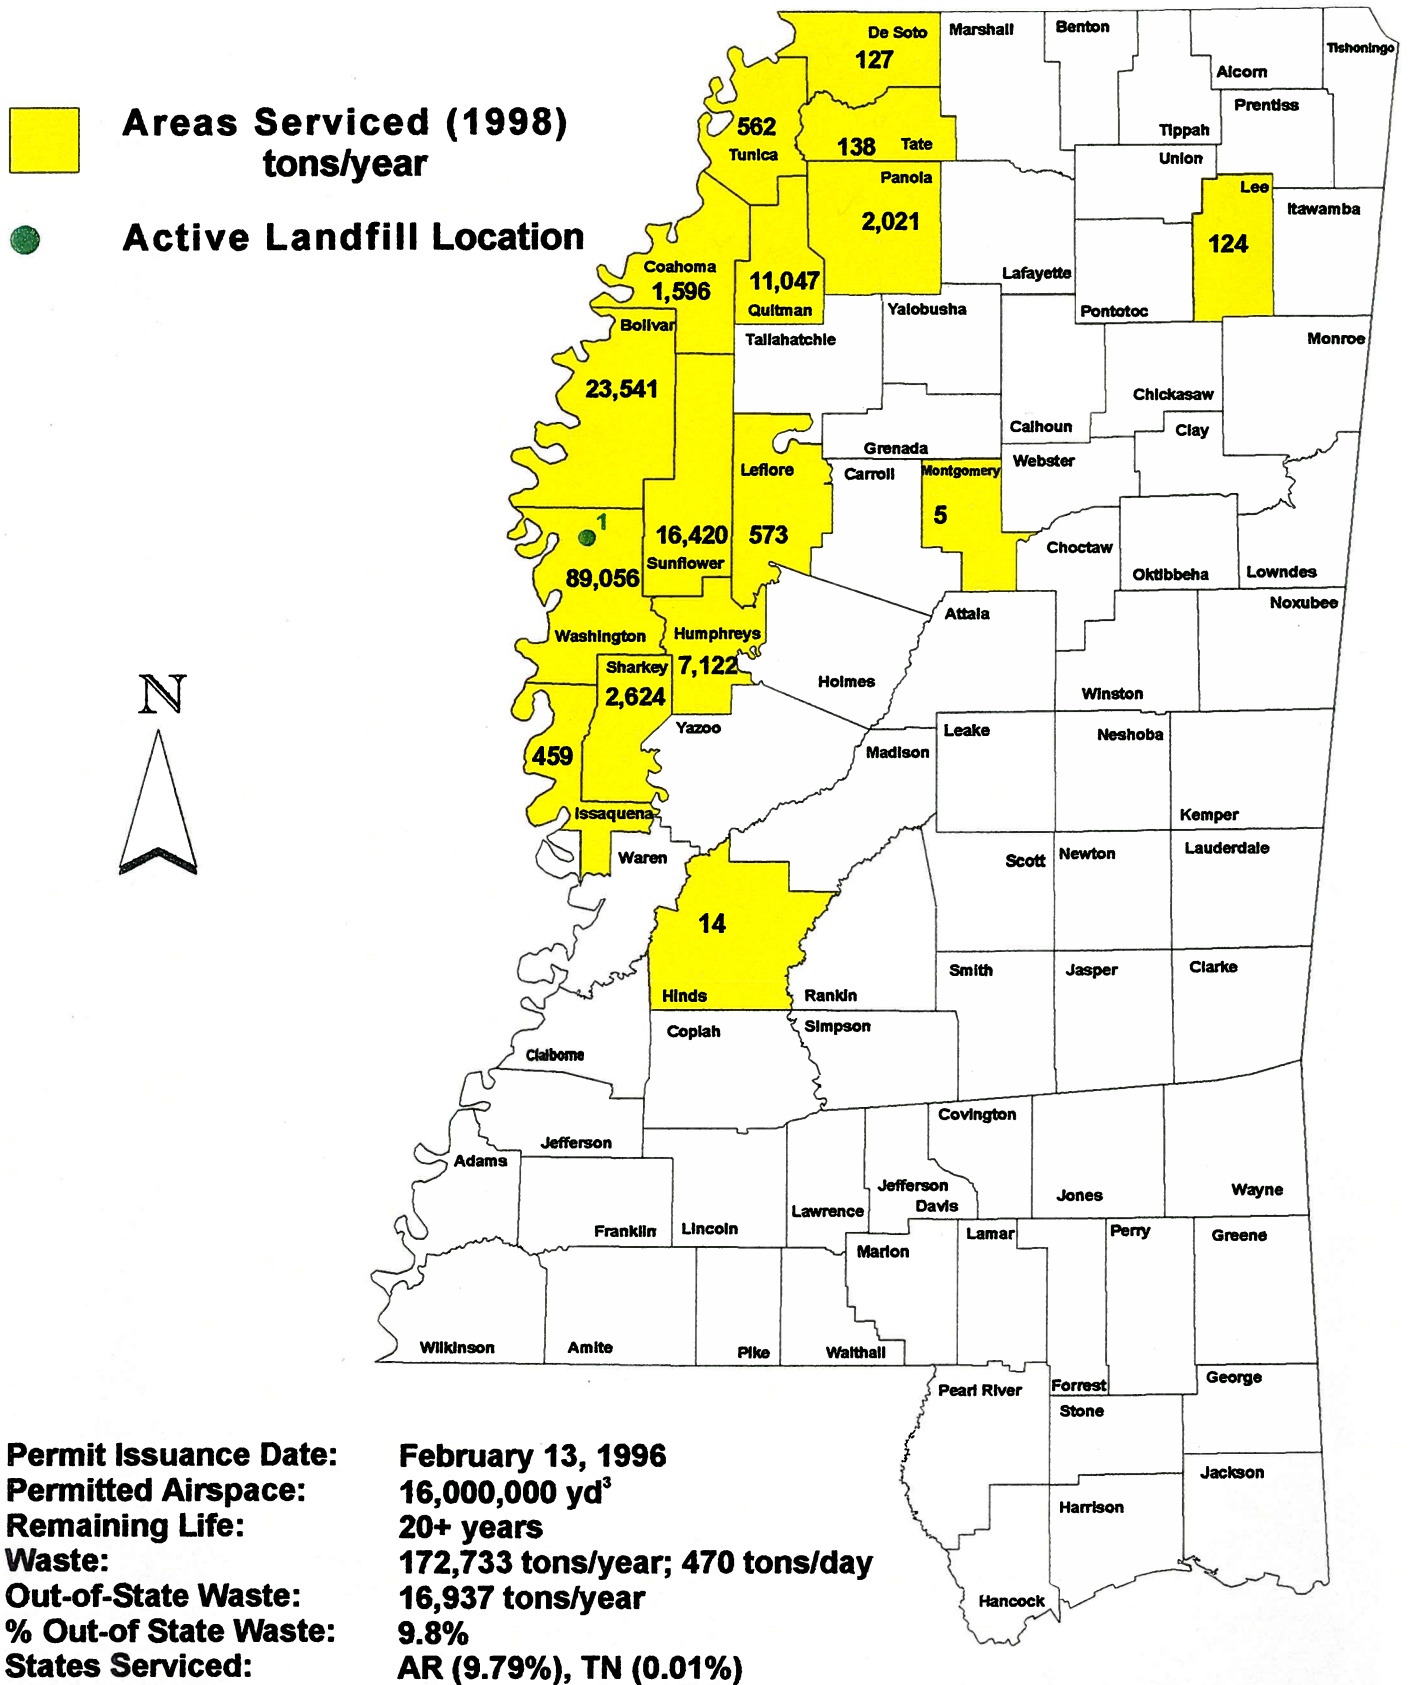 Areas Serviced (1998)
tons/year
Active Landfill Location
De Soto
127
Marshall
Benton
Tishomingo
Alcorn
Prentiss
Tippah
562
Tunica
138 Tate
Union
Panola
2,021
Lee
124
Itawamba
Coahoma
1,596
11,047
Quitman
Lafayette
Pontotoc
Bolivar
23,541
Yalobusha
Tallahatchie
Monroe
Chickasaw
Calhoun
Clay
Grenada
Leflore
573
Carroll
Montgomery
5
Webster
1
16,420
Sunflower
89,056
Washington
Choctaw
Oktibbeha
Lowndes
Noxubee
Attala
Humphreys
7,122
Sharkey
2,624
Holmes
Winston
N
459
Issaquena
Yazoo
Madison
Leake
Neshoba
Kemper
Waren
Scott
Newton
Lauderdale
14
Hinds
Rankin
Smith
Jasper
Clarke
Copiah
Simpson
Claiborne
Covington
Jefferson
Adams
Jefferson
Davis
Jones
Wayne
Lawrence
Franklin
Lincoln
Marion
Lamar
Perry
Greene
Wilkinson
Amite
Pike
Walthall
Pearl River
Forrest
George
Stone
Jackson
Harrison
Hancock
Permit Issuance Date: February 13, 1996
Permitted Airspace: 16,000,000 yd³
Remaining Life: 20+ years
Waste: 172,733 tons/year; 470 tons/day
Out-of-State Waste: 16,937 tons/year
% Out-of State Waste: 9.8%
States Serviced: AR (9.79%), TN (0.01%)